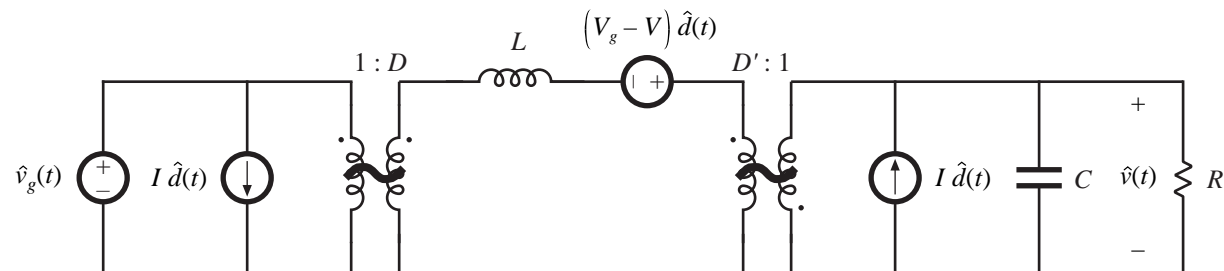 (V_g – V) d̂(t)
L
1 : D
D′ : 1
+
–
v̂_g(t)
I d̂(t)
– +
I d̂(t)
C
+
v̂(t)
–
R